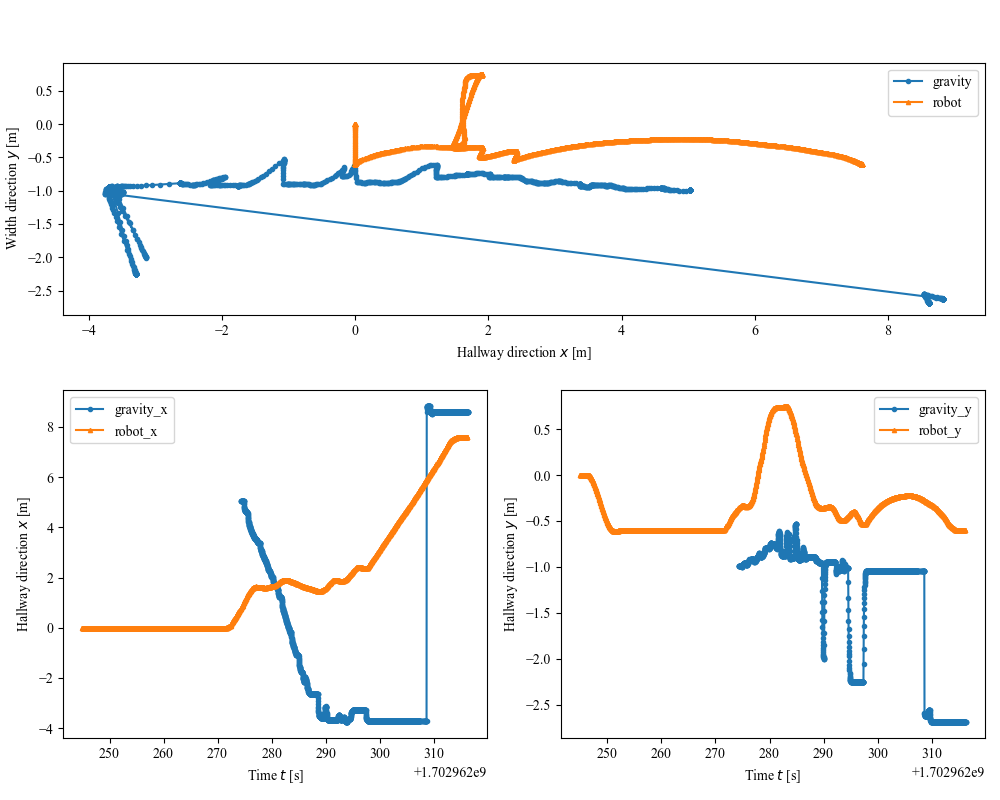 gravity
robot
0.5
0.0
−0.5
−1.0
−1.5
−2.0
−2.5
Width direction y [m]
−4 −2 0 2 4 6 8
Hallway direction x [m]
gravity_x
robot_x
8
6
4
2
0
−2
−4
Hallway direction x [m]
250 260 270 280 290 300 310
Time t [s]
+1.702962e9
gravity_y
robot_y
0.5
0.0
−0.5
−1.0
−1.5
−2.0
−2.5
Hallway direction y [m]
250 260 270 280 290 300 310
Time t [s]
+1.702962e9